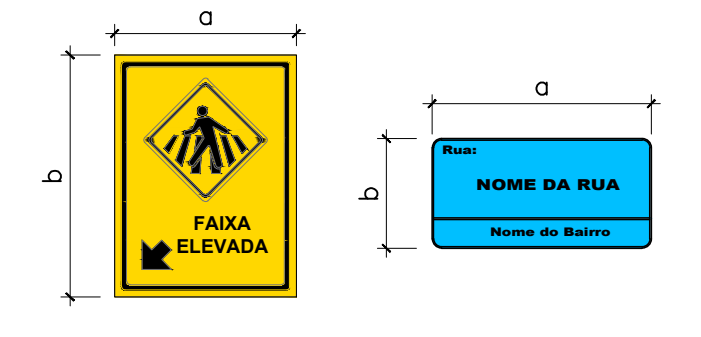 a
b
FAIXA
ELEVADA
a
b
Rua:
NOME DA RUA
Nome do Bairro